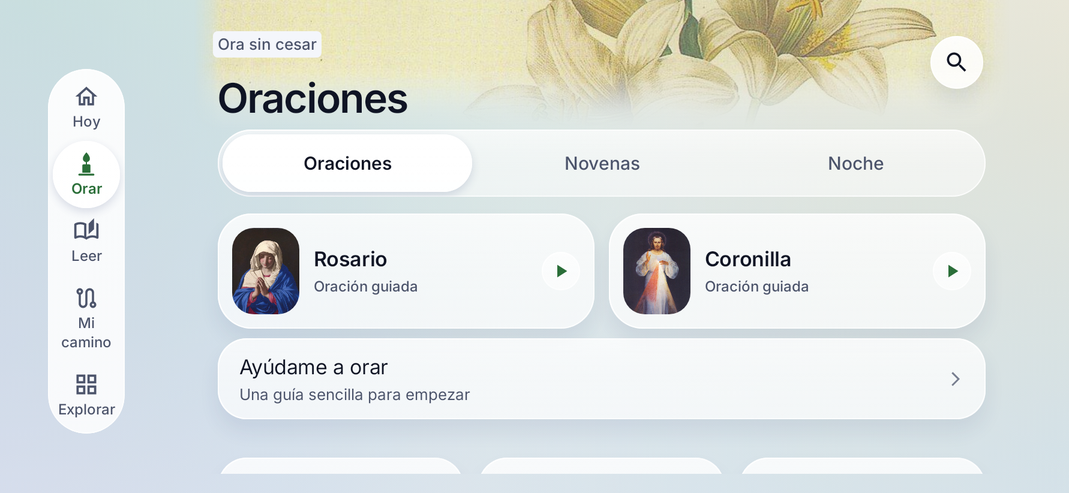 Ora sin cesar
Oraciones
Hoy
Orar
Leer
Mi
camino
Explorar
Oraciones
Novenas
Noche
Rosario
Oración guiada
Coronilla
Oración guiada
Ayúdame a orar
Una guía sencilla para empezar